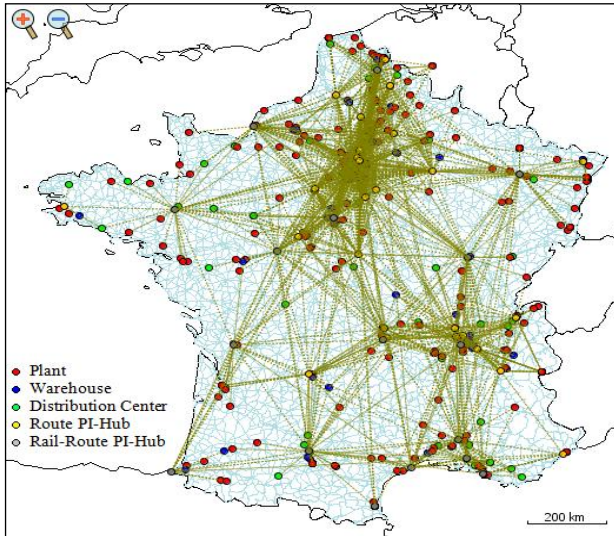 Plant
Warehouse
Distribution Center
Route PI-Hub
Rail-Route PI-Hub
200 km